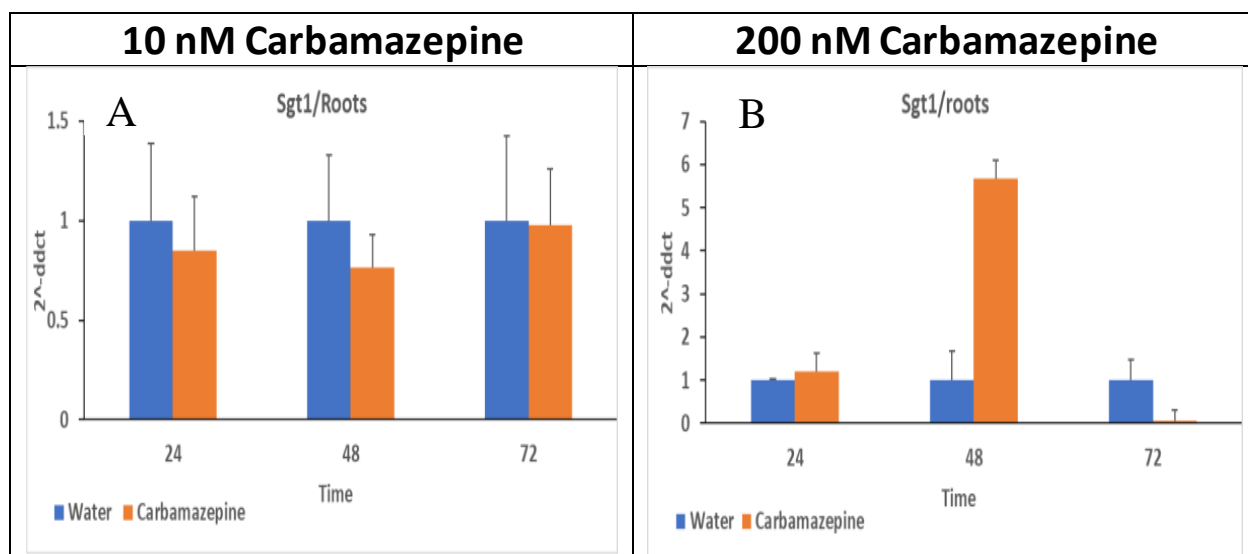 10 nM Carbamazepine
200 nM Carbamazepine
A
Sgt1/Roots
1.5
1
0.5
0
2^-ddct
24
48
72
Time
Water
Carbamazepine
B
Sgt1/roots
7
6
5
4
3
2
1
0
2^-ddct
24
48
72
Time
Water
Carbamazepine